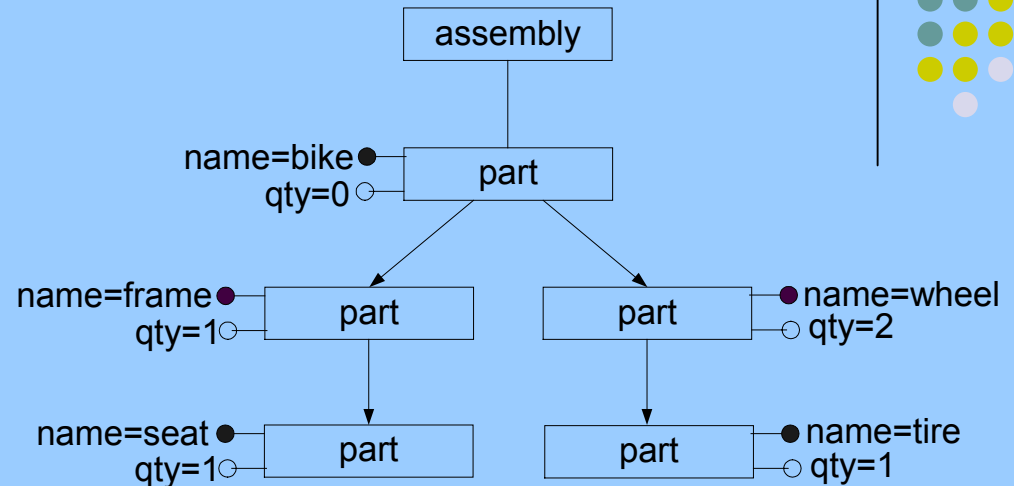 assembly
name=bike
part
qty=0
name=frame
part
qty=1
part
name=wheel
qty=2
name=seat
part
qty=1
part
name=tire
qty=1